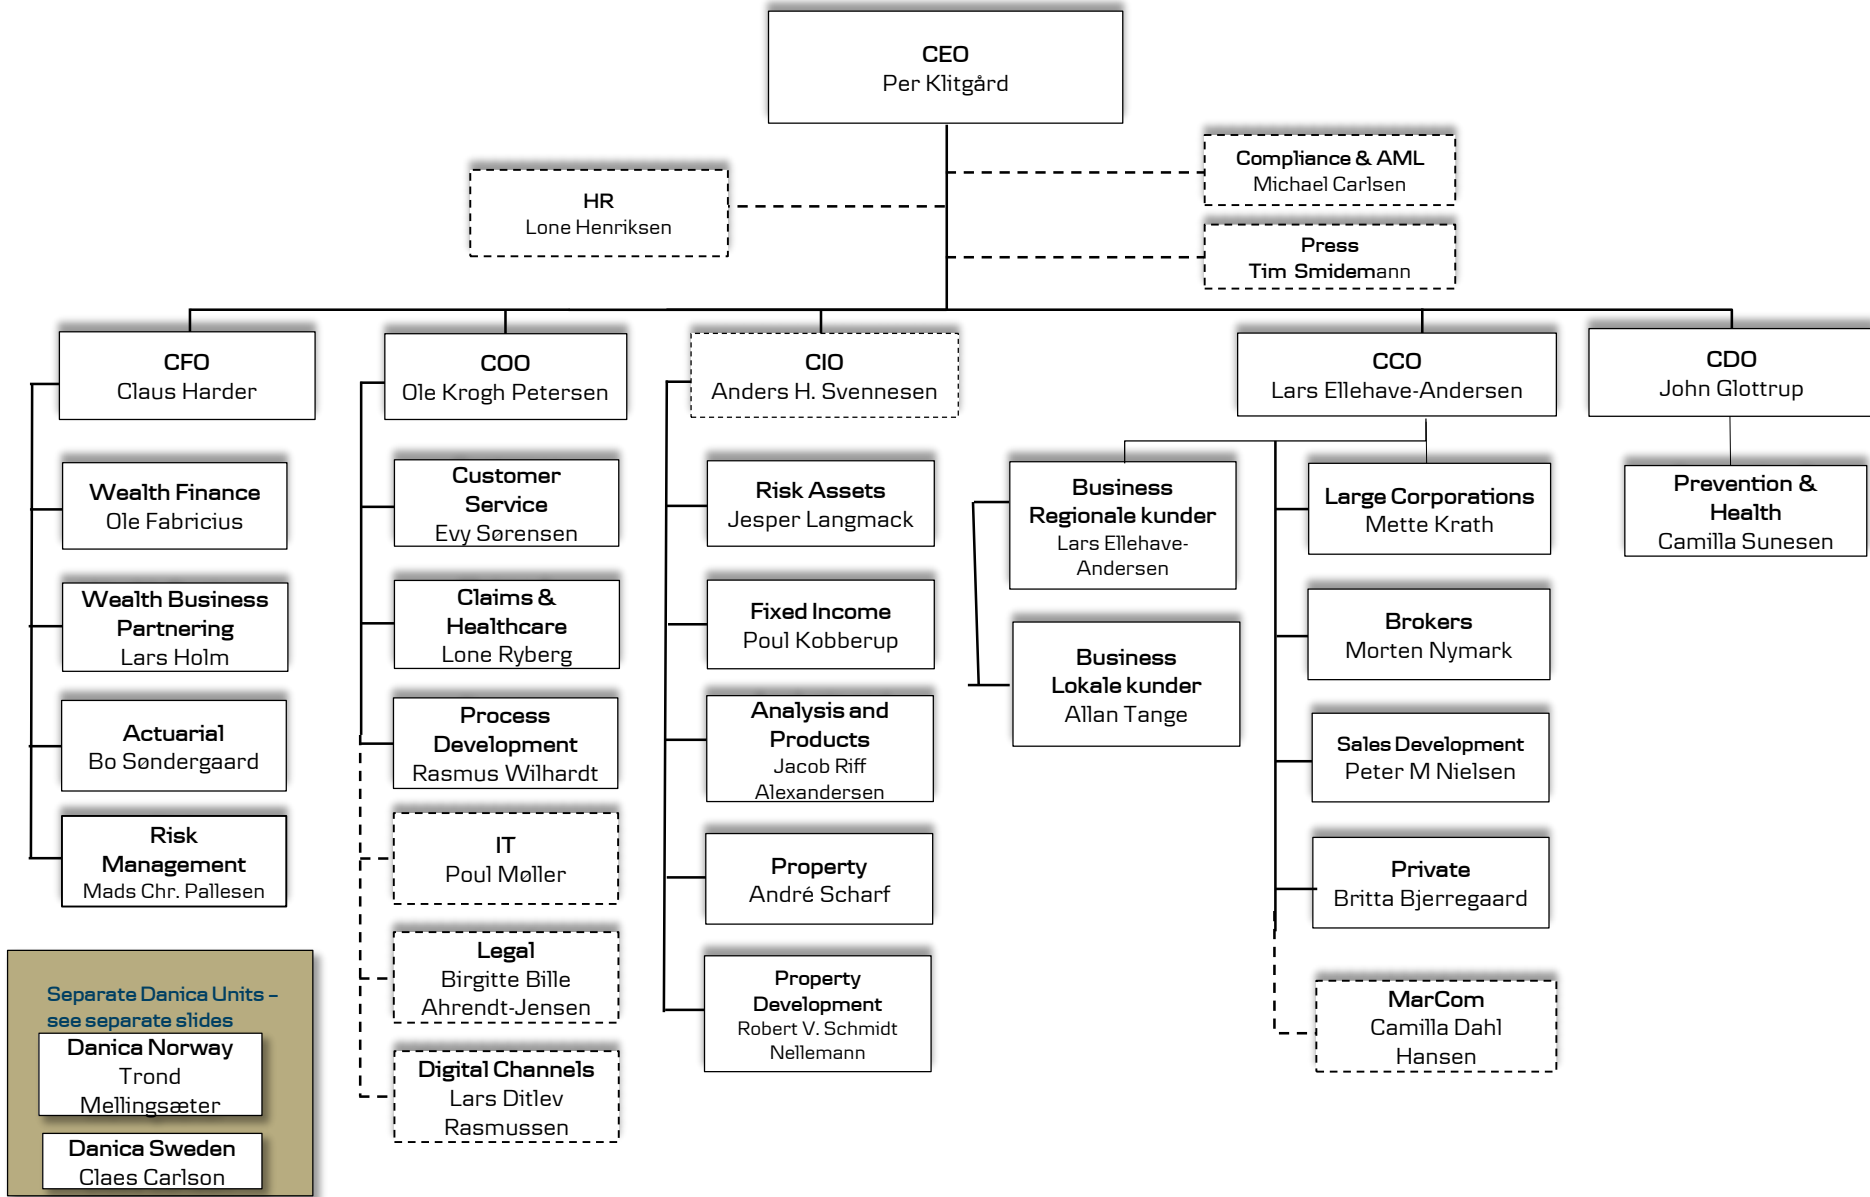 CEO
Per Klitgård
Compliance & AML
Michael Carlsen
HR
Lone Henriksen
Press
Tim Smidemann
CFO
Claus Harder
COO
Ole Krogh Petersen
CIO
Anders H. Svennesen
CCO
Lars Ellehave-Andersen
CDO
John Glottrup
Wealth Finance
Ole Fabricius
Wealth Business
Partnering
Lars Holm
Actuarial
Bo Søndergaard
Risk
Management
Mads Chr. Pallesen
Customer
Service
Evy Sørensen
Claims &
Healthcare
Lone Ryberg
Process
Development
Rasmus Wilhardt
IT
Poul Møller
Legal
Birgitte Bille
Ahrendt-Jensen
Digital Channels
Lars Ditlev
Rasmussen
Risk Assets
Jesper Langmack
Fixed Income
Poul Kobberup
Analysis and
Products
Jacob Riff
Alexandersen
Property
André Scharf
Property
Development
Robert V. Schmidt
Nellemann
Business
Regionale kunder
Lars Ellehave-
Andersen
Business
Lokale kunder
Allan Tange
Large Corporations
Mette Krath
Brokers
Morten Nymark
Sales Development
Peter M Nielsen
Private
Britta Bjerregaard
MarCom
Camilla Dahl
Hansen
Prevention &
Health
Camilla Sunesen
Separate Danica Units –
see separate slides
Danica Norway
Trond
Mellingsæter
Danica Sweden
Claes Carlson